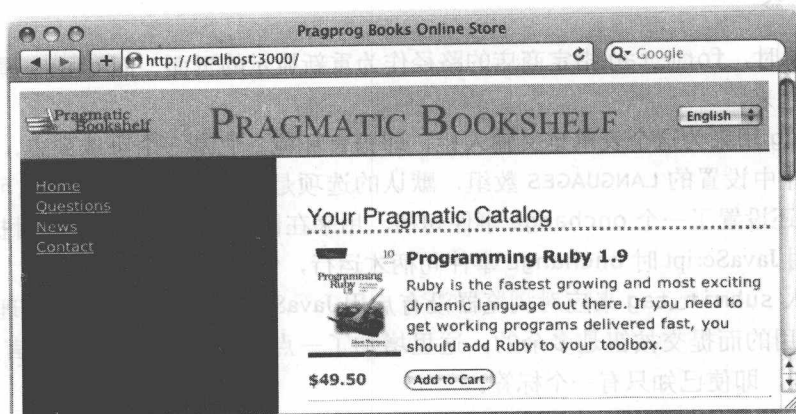 Pragprog Books Online Store
http://localhost:3000/
Google
Pragmatic
Bookshelf
PRAGMATIC BOOKSHELF
English
Home
Questions
News
Contact
Your Pragmatic Catalog
Programming
Ruby 1.9
Programming Ruby 1.9
Ruby is the fastest growing and most exciting
dynamic language out there. If you need to
get working programs delivered fast, you
should add Ruby to your toolbox.
$49.50
Add to Cart